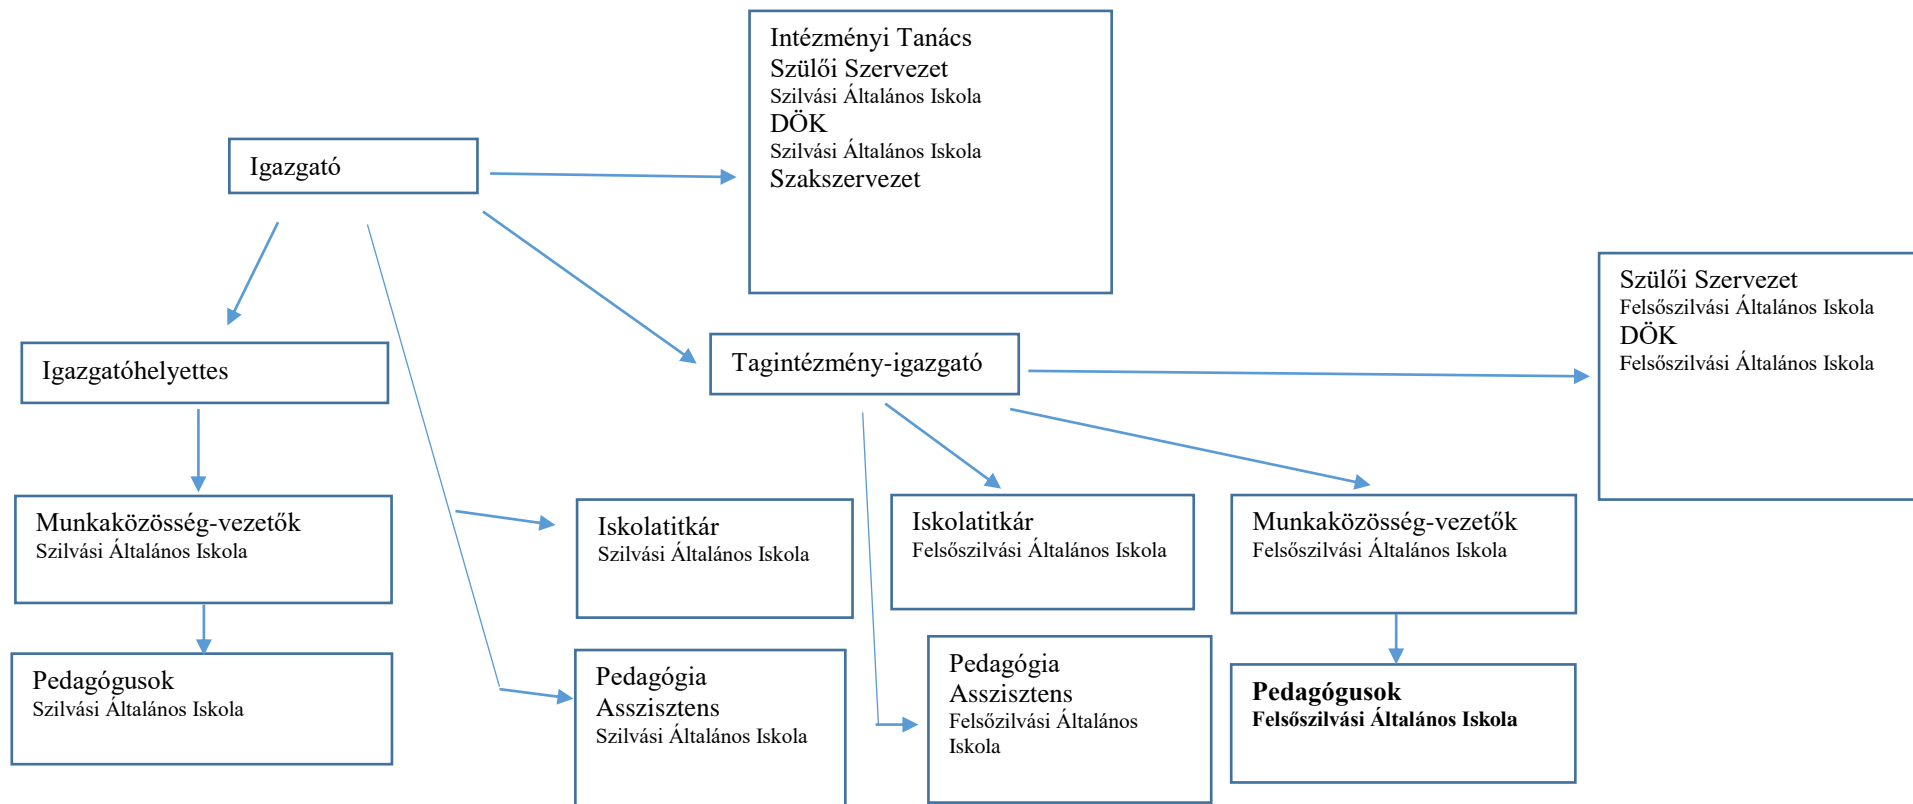 Intézményi Tanács
Szülői Szervezet
Szilvási Általános Iskola
DÖK
Szilvási Általános Iskola
Szakszervezet
Igazgató
Szülői Szervezet
Felsőszilvási Általános Iskola
DÖK
Felsőszilvási Általános Iskola
Igazgatóhelyettes
Tagintézmény-igazgató
Munkaközösség-vezetők
Szilvási Általános Iskola
Iskolatitkár
Szilvási Általános Iskola
Iskolatitkár
Felsőszilvási Általános Iskola
Munkaközösség-vezetők
Felsőszilvási Általános Iskola
Pedagógusok
Szilvási Általános Iskola
Pedagógia
Asszisztens
Szilvási Általános Iskola
Pedagógia
Asszisztens
Felsőzilvási Általános
Iskola
Pedagógusok
Felsőszilvási Általános Iskola